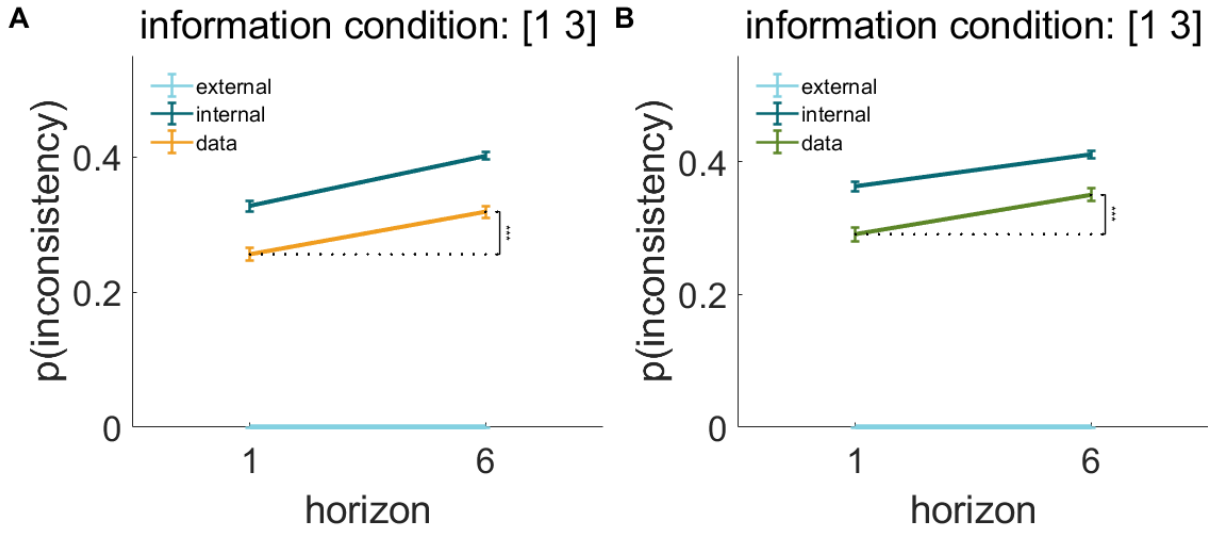 A
information condition: [1 3]
external
internal
data
p(inconsistency)
0.4
0.2
0
1
6
horizon
***
B
information condition: [1 3]
external
internal
data
p(inconsistency)
0.4
0.2
0
1
6
horizon
***